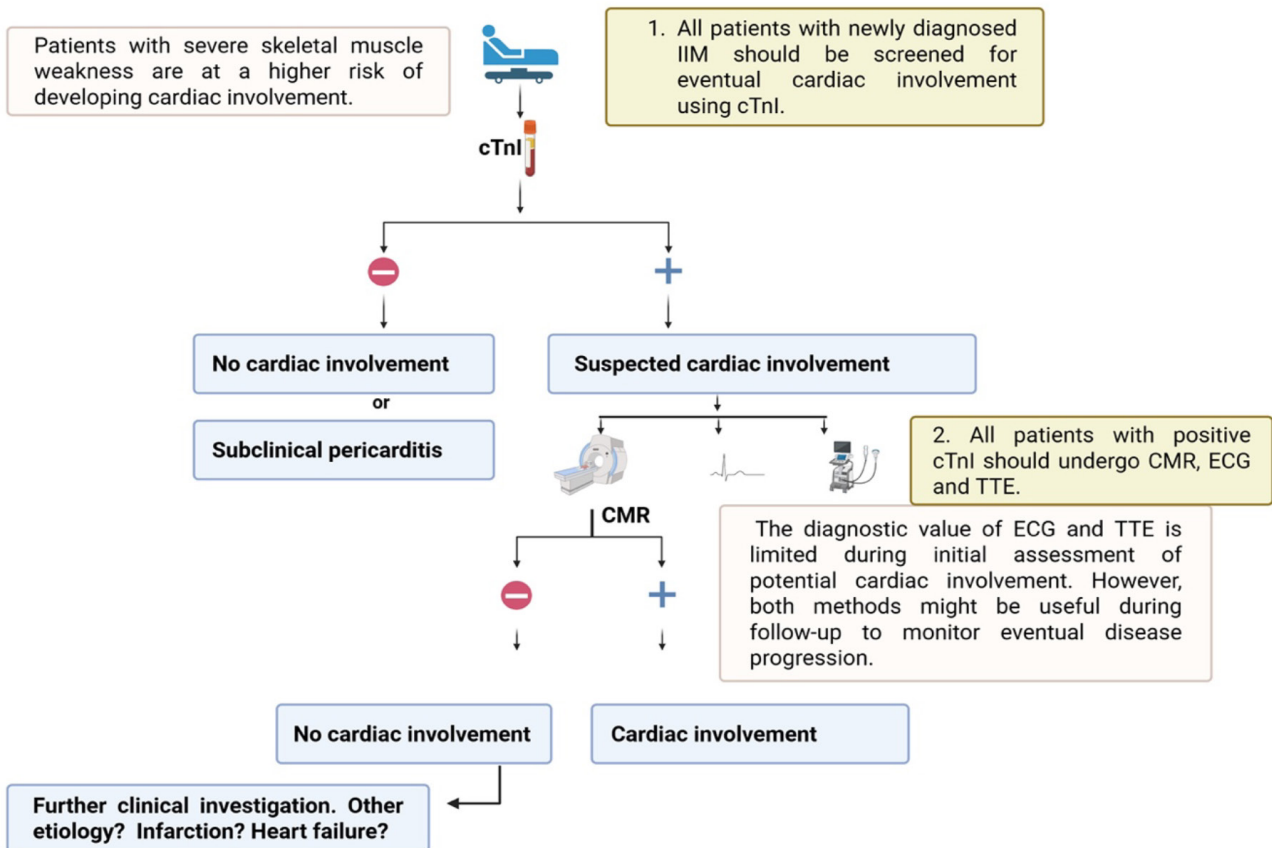 Patients with severe skeletal muscle
weakness are at a higher risk of
developing cardiac involvement.
1. All patients with newly diagnosed
IIM should be screened for
eventual cardiac involvement
using cTnI.
cTnI
No cardiac involvement
or
Subclinical pericarditis
Suspected cardiac involvement
2. All patients with positive
cTnI should undergo CMR, ECG
and TTE.
CMR
The diagnostic value of ECG and TTE is
limited during initial assessment of
potential cardiac involvement. However,
both methods might be useful during
follow-up to monitor eventual disease
progression.
No cardiac involvement
Cardiac involvement
Further clinical investigation. Other
etiology? Infarction? Heart failure?